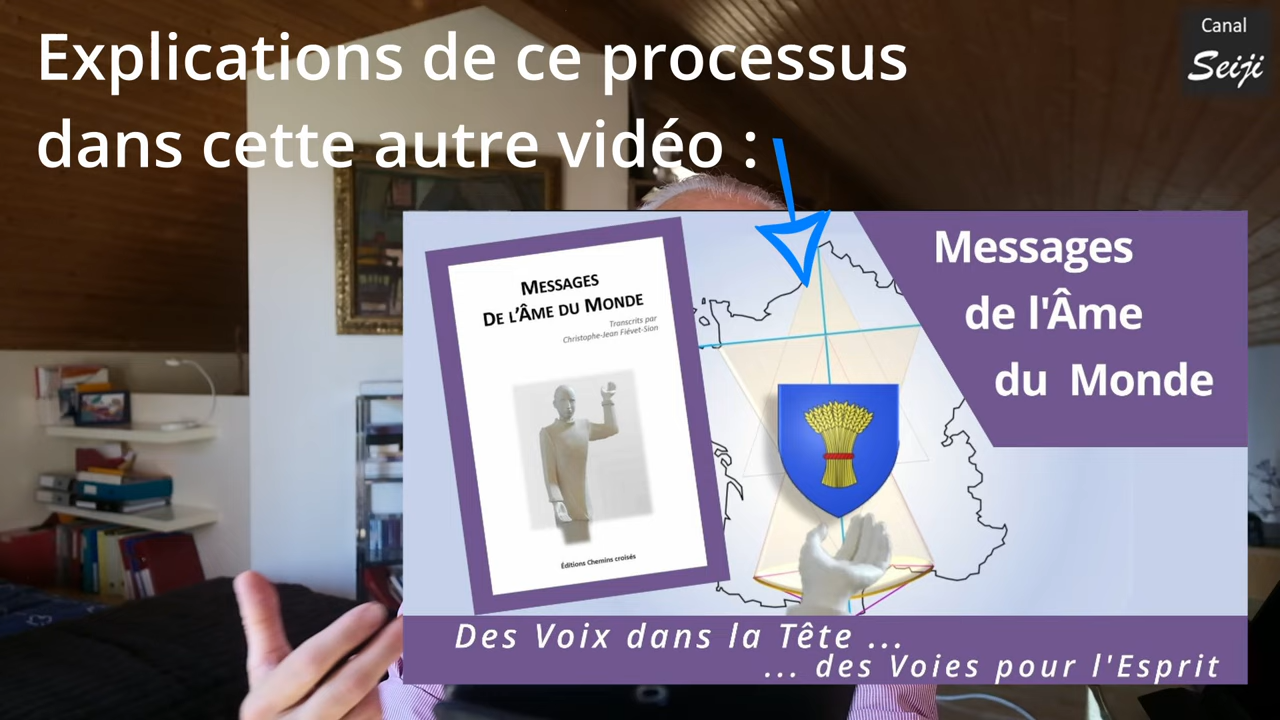 Explications de ce processus
dans cette autre vidéo :
Canal
Seiji
Messages
de l'Âme
du Monde
Messages
De l'Âme du Monde
Transcrits par
Christophe-Jean Fiévet-Sion
Éditions Chemins croisés
Des Voix dans la Tête ...
... des Voies pour l'Esprit